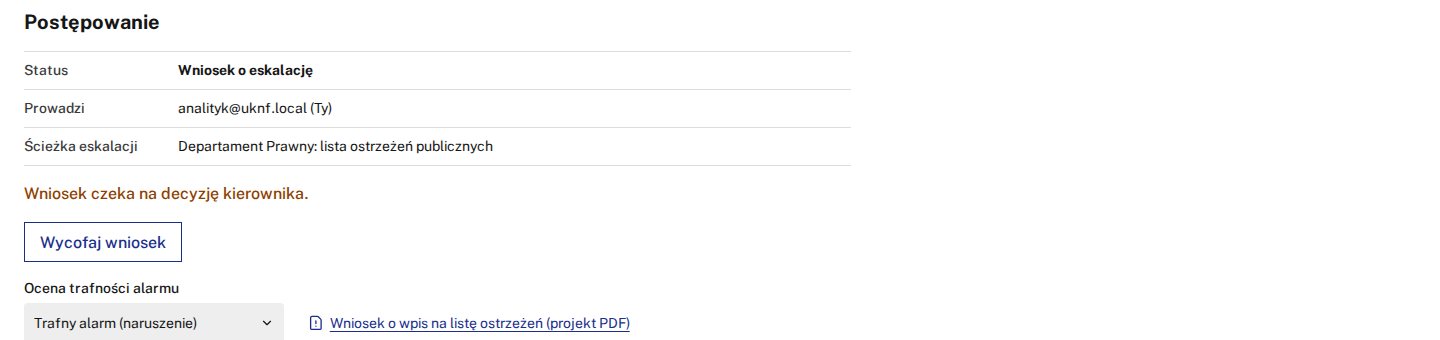 Postępowanie
Status Wniosek o eskalację
Prowadzi analityk@uknf.local (Ty)
Ścieżka eskalacji Departament Prawny: lista ostrzeżeń publicznych
Wniosek czeka na decyzję kierownika.
Wycofaj wniosek
Ocena trafności alarmu
Trafny alarm (naruszenie) Wniosek o wpis na listę ostrzeżeń (projekt PDF)